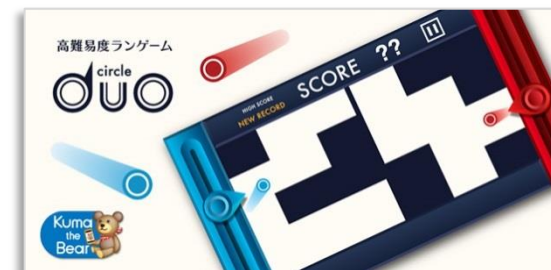 高難易度ランゲーム
circle
duo
HIGH SCORE
NEW RECORD
SCORE
??
Kuma
the
Bear